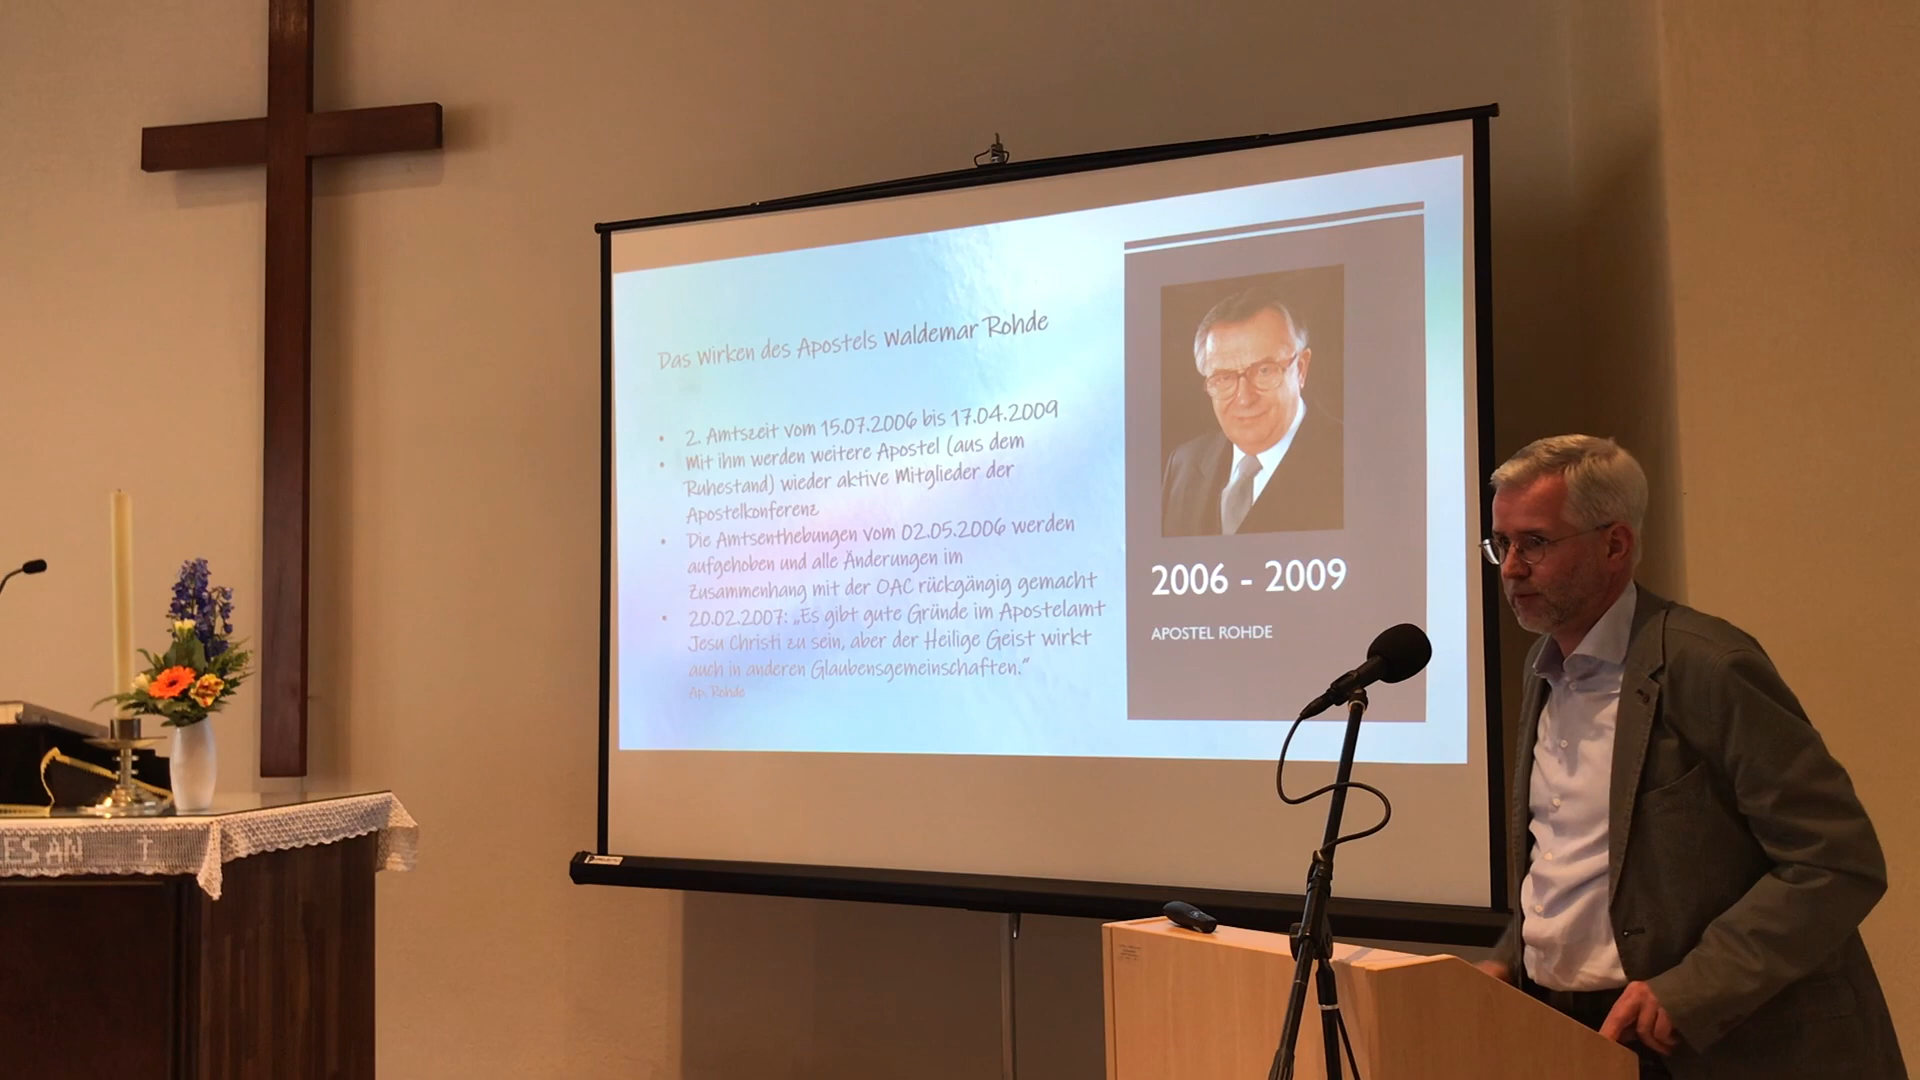 Das Wirken des Apostels Waldemar Rohde
• 2. Amtszeit vom 15.07.2006 bis 17.04.2009
• Mit ihm werden weitere Apostel (aus dem
Ruhestand) wieder aktive Mitglieder der
Apostelkonferenz
• Die Amtsenthebungen vom 02.05.2006 werden
aufgehoben und alle Änderungen im
Zusammenhang mit der OAC rückgängig gemacht
• 20.02.2007: „Es gibt gute Gründe im Apostelamt
Jesu Christi zu sein, aber der Heilige Geist wirkt
auch in anderen Glaubensgemeinschaften.“
Ap. Rohde
2006 - 2009
APOSTEL ROHDE
ES AN